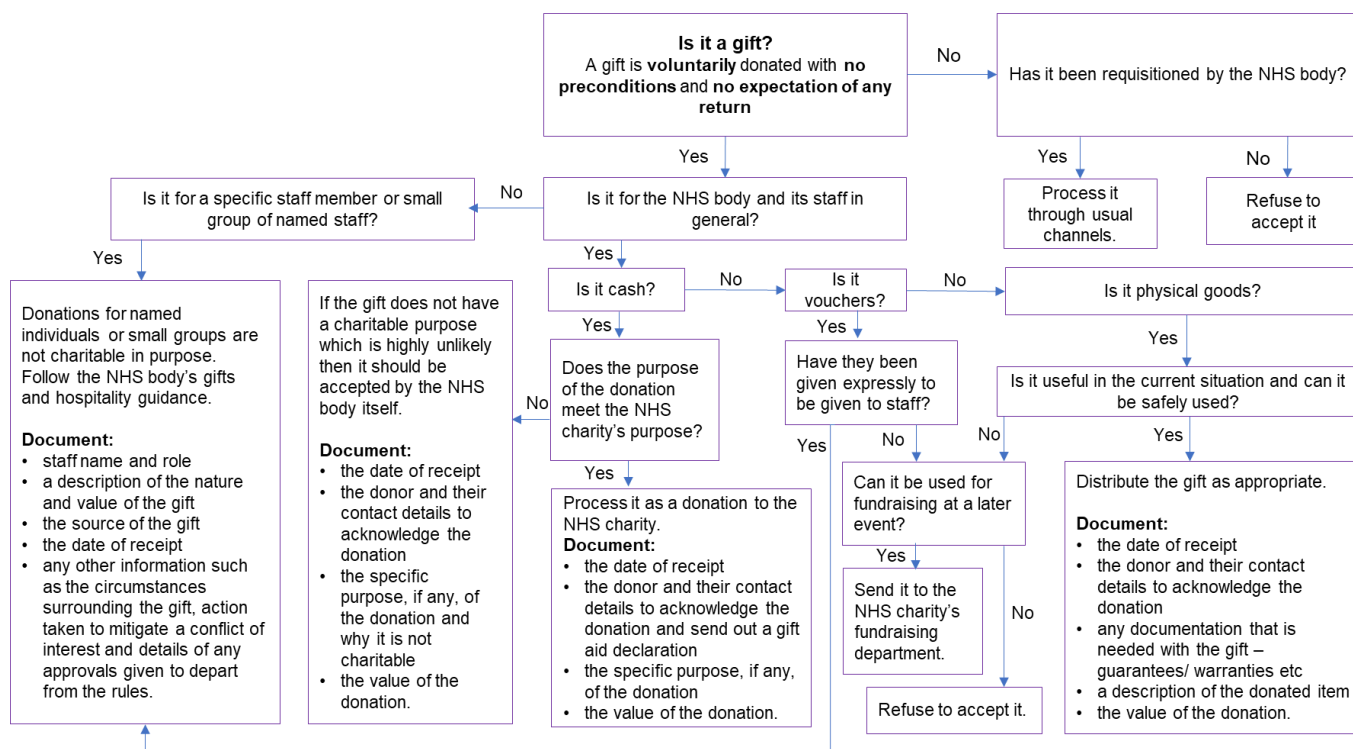 Is it a gift?
A gift is voluntarily donated with no
preconditions and no expectation of any
return
No
Has it been requisitioned by the NHS body?
Yes
Yes
No
Process it
through usual
channels.
Refuse to
accept it
Is it for a specific staff member or small
group of named staff?
No
Is it for the NHS body and its staff in
general?
Yes
Yes
Donations for named
individuals or small groups are
not charitable in purpose.
Follow the NHS body's gifts
and hospitality guidance.
Document:
• staff name and role
• a description of the nature
and value of the gift
• the source of the gift
• the date of receipt
• any other information such
as the circumstances
surrounding the gift, action
taken to mitigate a conflict of
interest and details of any
approvals given to depart
from the rules.
If the gift does not have
a charitable purpose
which is highly unlikely
then it should be
accepted by the NHS
body itself.
Document:
• the date of receipt
• the donor and their
contact details to
acknowledge the
donation
• the specific
purpose, if any, of
the donation and
why it is not
charitable
• the value of the
donation.
Is it cash?
No
Is it
vouchers?
No
Is it physical goods?
Yes
Yes
Yes
Does the purpose
of the donation
meet the NHS
charity's purpose?
No
Yes
Have they been
given expressly to
be given to staff?
Yes
No
Is it useful in the current situation and can it
be safely used?
No
Yes
Process it as a donation to the
NHS charity.
Document:
• the date of receipt
• the donor and their contact
details to acknowledge the
donation and send out a gift
aid declaration
• the specific purpose, if any,
of the donation
• the value of the donation.
Can it be used for
fundraising at a later
event?
Yes
No
Send it to the
NHS charity's
fundraising
department.
Refuse to accept it.
Distribute the gift as appropriate.
Document:
• the date of receipt
• the donor and their contact
details to acknowledge the
donation
• any documentation that is
needed with the gift –
guarantees/ warranties etc
• a description of the donated item
• the value of the donation.